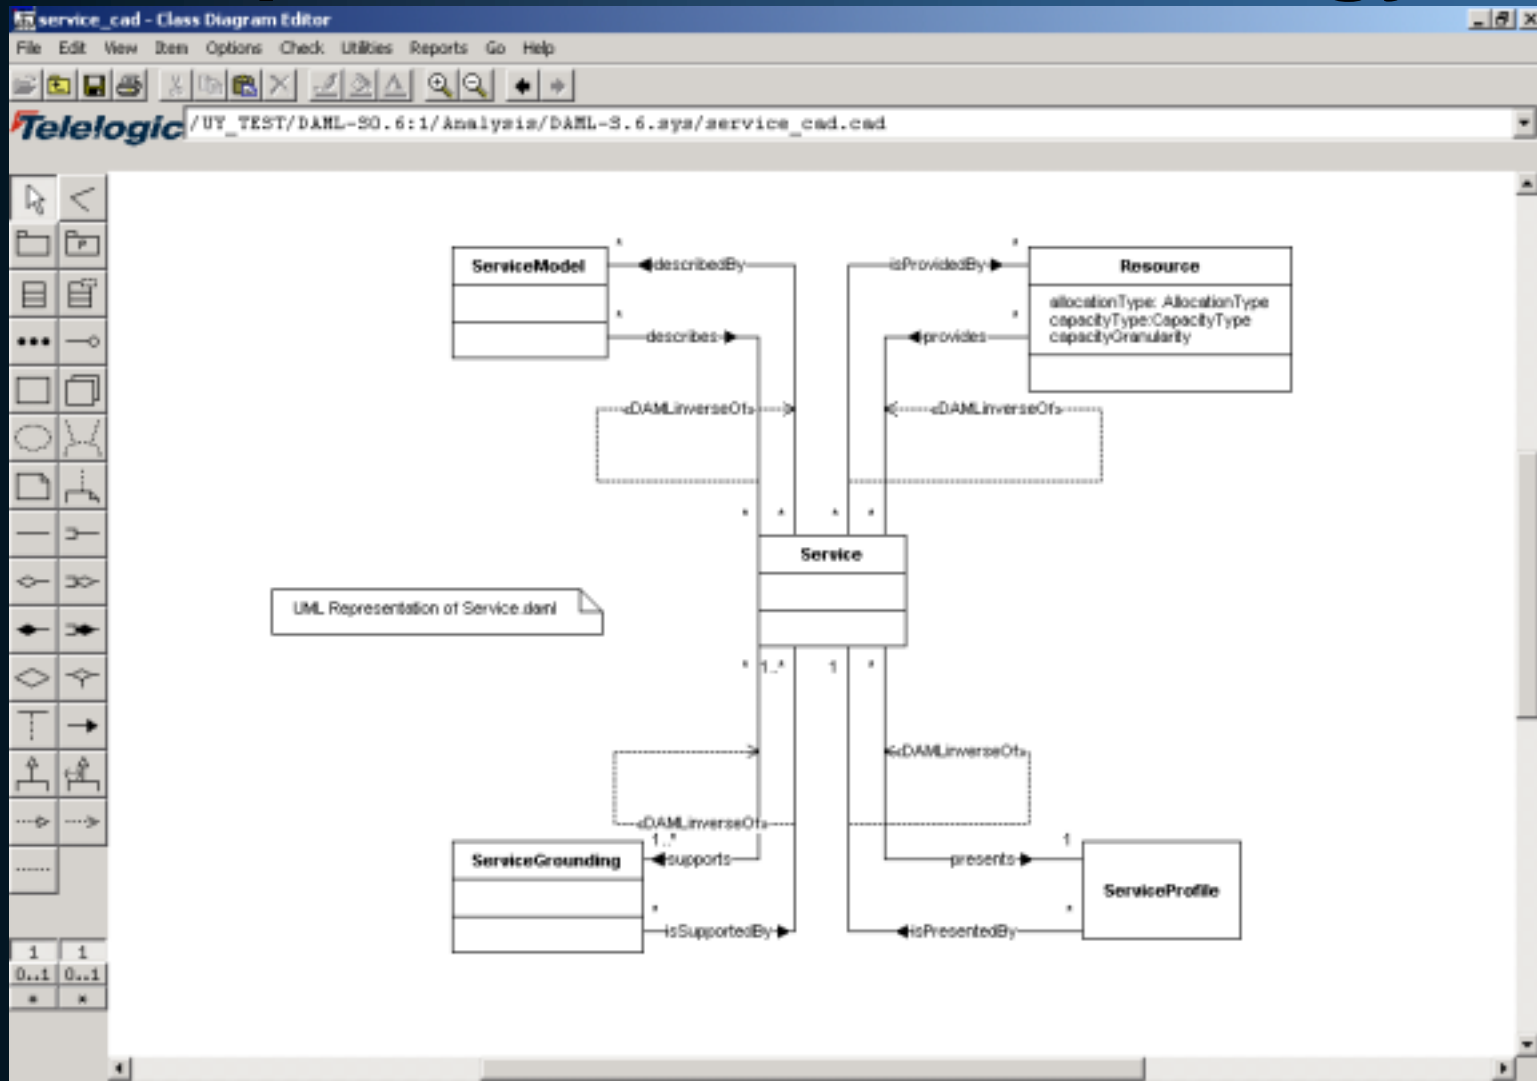 service_cad - Class Diagram Editor
File Edit View Item Options Check Utilities Reports Go Help
Telelogic /UY_TEST/DAML-S0.6:1/Analysis/DAML-S.6.sys/service_cad.cad
* *
ServiceModel describedBy isProvidedBy Resource
allocationType: AllocationType
capacityType:CapacityType
capacityGranularity
* *
describes provides
«DAMLinverseOf» «DAMLinverseOf»
* * * *
Service
UML Representation of Service.daml
* 1..* 1 *
«DAMLinverseOf»
«DAMLinverseOf»
1..* 1
ServiceGrounding supports presents
ServiceProfile
* *
isSupportedBy isPresentedBy
1 1
0..1 0..1
* *